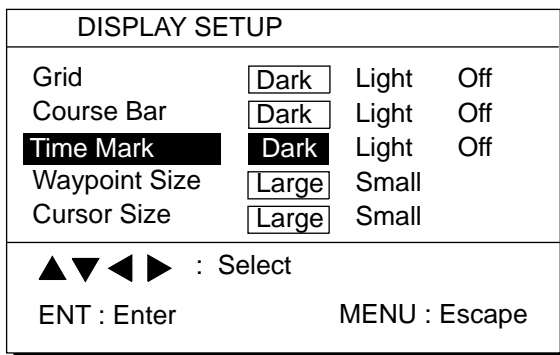 DISPLAY SETUP
Grid Dark Light Off
Course Bar Dark Light Off
Time Mark Dark Light Off
Waypoint Size Large Small
Cursor Size Large Small
▲▼◀▶ : Select
ENT : Enter MENU : Escape